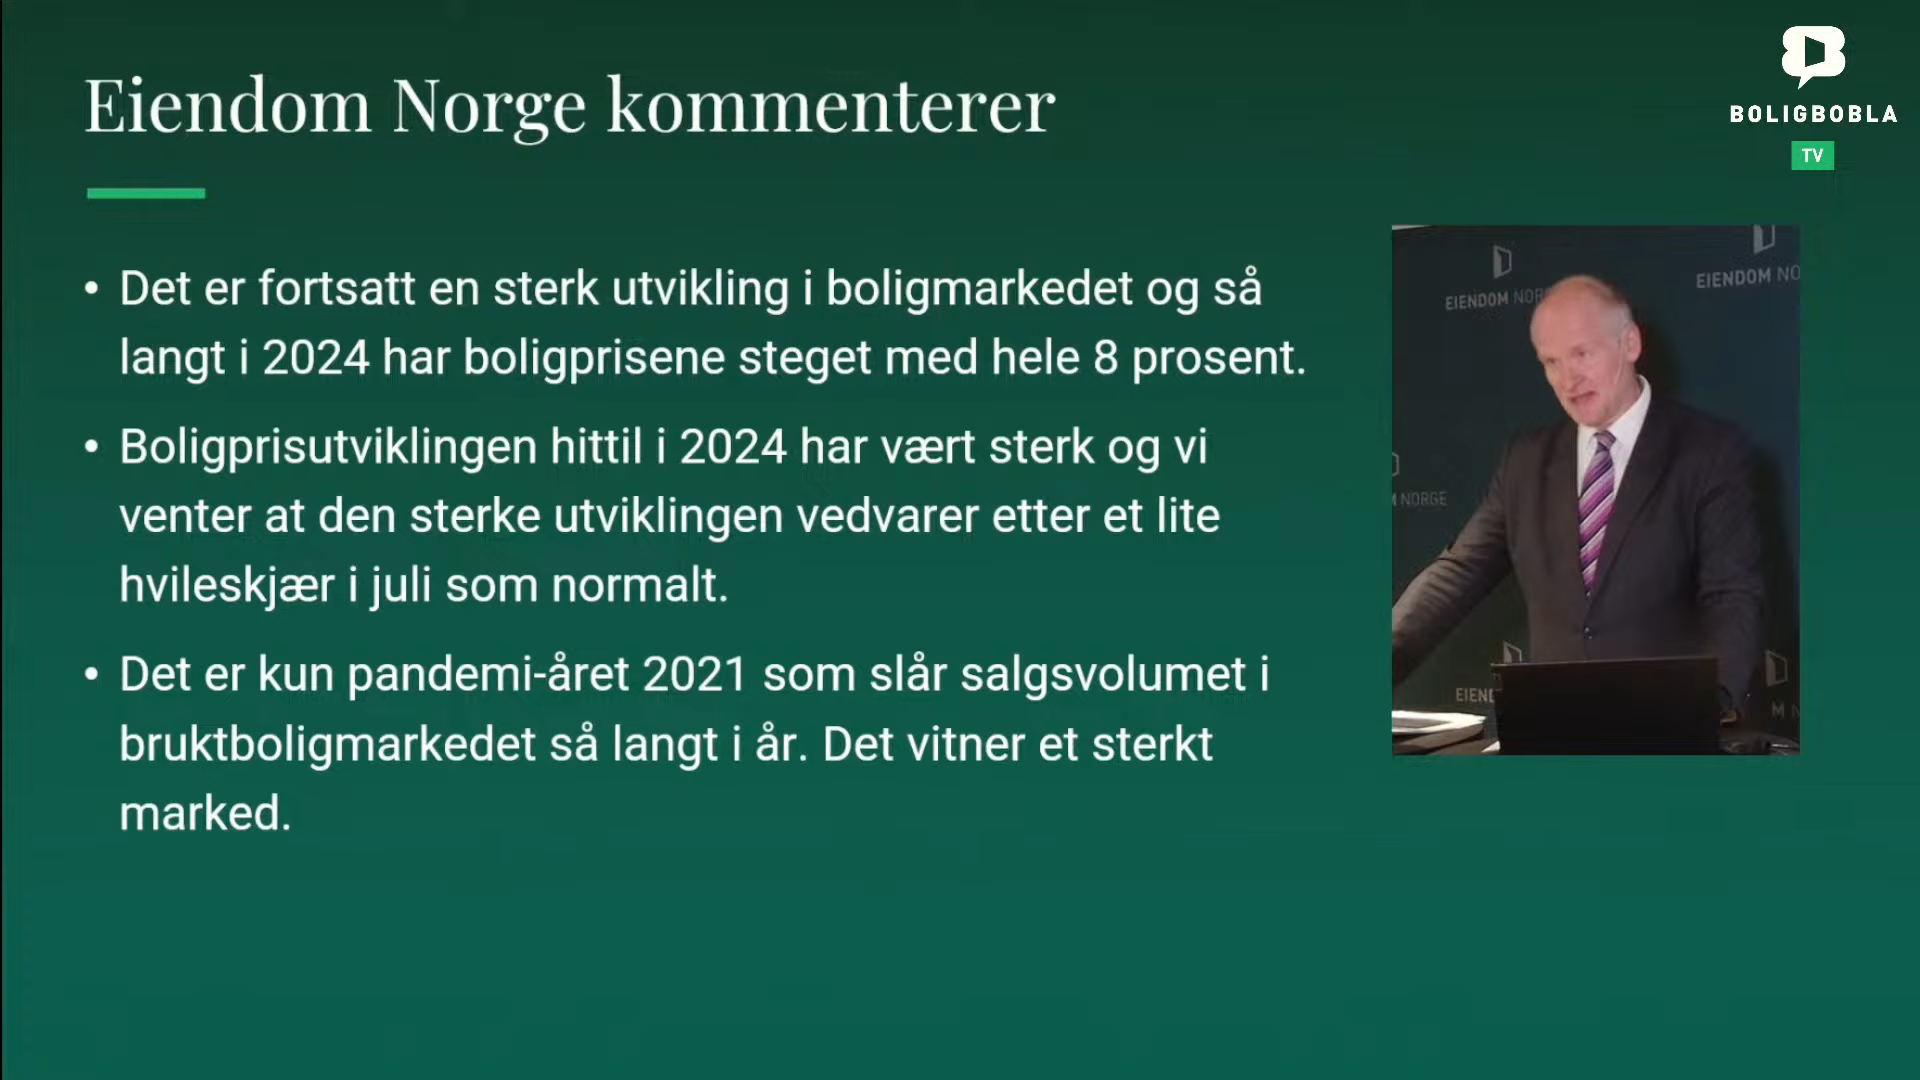 Eiendom Norge kommenterer
BOLIGBOBLA
TV
• Det er fortsatt en sterk utvikling i boligmarkedet og så
langt i 2024 har boligprisene steget med hele 8 prosent.
• Boligprisutviklingen hittil i 2024 har vært sterk og vi
venter at den sterke utviklingen vedvarer etter et lite
hvileskjær i juli som normalt.
• Det er kun pandemi-året 2021 som slår salgsvolumet i
bruktboligmarkedet så langt i år. Det vitner et sterkt
marked.
EIENDOM NOR
EIENDOM NO
M NORGE
EIEN
M N